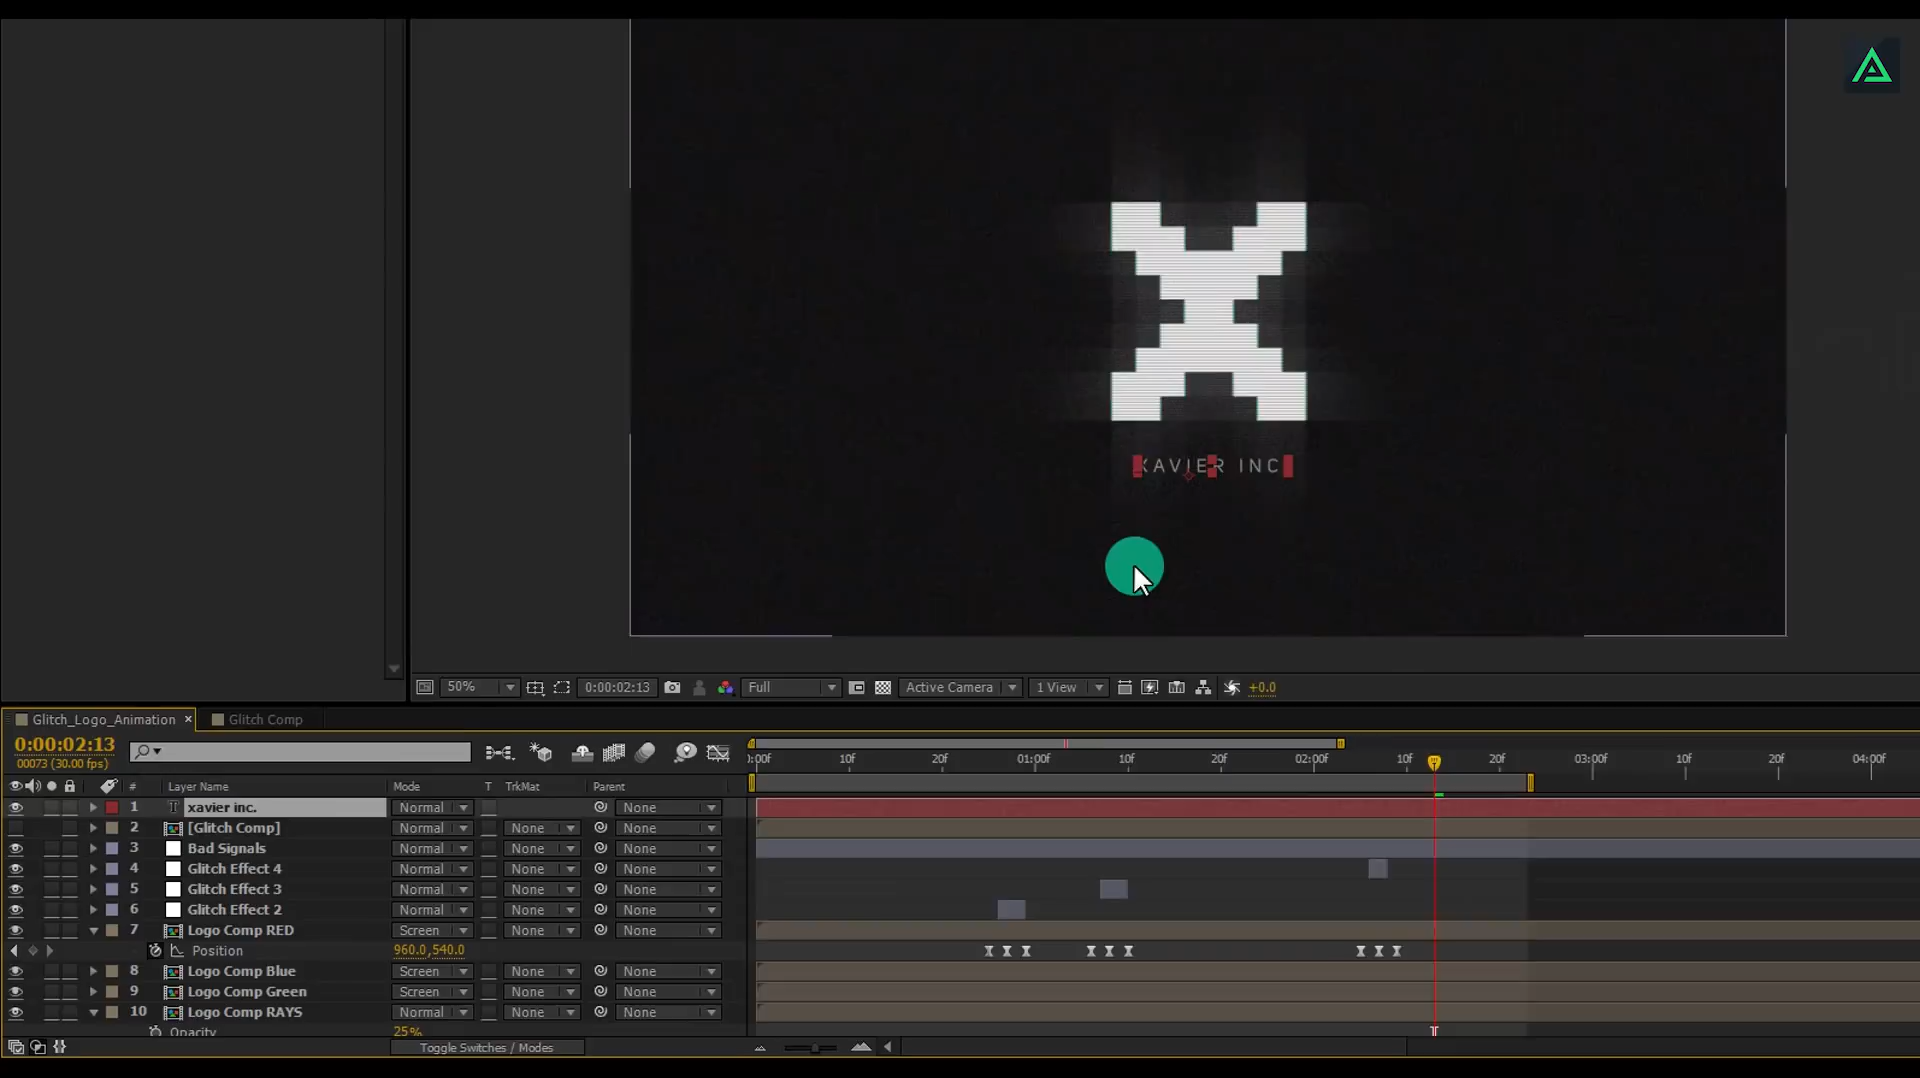 XAVIER INC
50%
0:00:02:13
Full
Active Camera
1 View
+0.0
Glitch_Logo_Animation ×
Glitch Comp
0:00:02:13
00073 (30.00 fps)
:00f 10f 20f 01:00f 10f 20f 02:00f 10f 20f 03:00f 10f 20f 04:00f
# Layer Name Mode T TrkMat Parent
1 T xavier inc. Normal None
2 [Glitch Comp] Normal None None
3 Bad Signals Normal None None
4 Glitch Effect 4 Normal None None
5 Glitch Effect 3 Normal None None
6 Glitch Effect 2 Normal None None
7 Logo Comp RED Screen None None
Position 960.0,540.0
8 Logo Comp Blue Screen None None
9 Logo Comp Green Screen None None
10 Logo Comp RAYS Normal None None
Opacity 25%
Toggle Switches / Modes